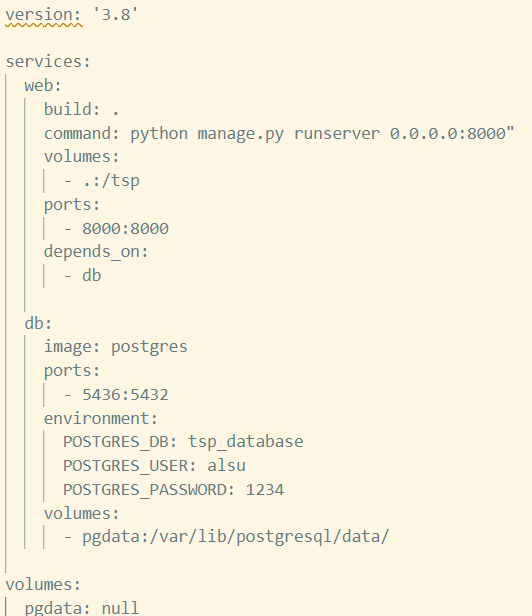 version: '3.8'
services:
web:
build: .
command: python manage.py runserver 0.0.0.0:8000"
volumes:
- .:/tsp
ports:
- 8000:8000
depends_on:
- db
db:
image: postgres
ports:
- 5436:5432
environment:
POSTGRES_DB: tsp_database
POSTGRES_USER: alsu
POSTGRES_PASSWORD: 1234
volumes:
- pgdata:/var/lib/postgresql/data/
volumes:
pgdata: null